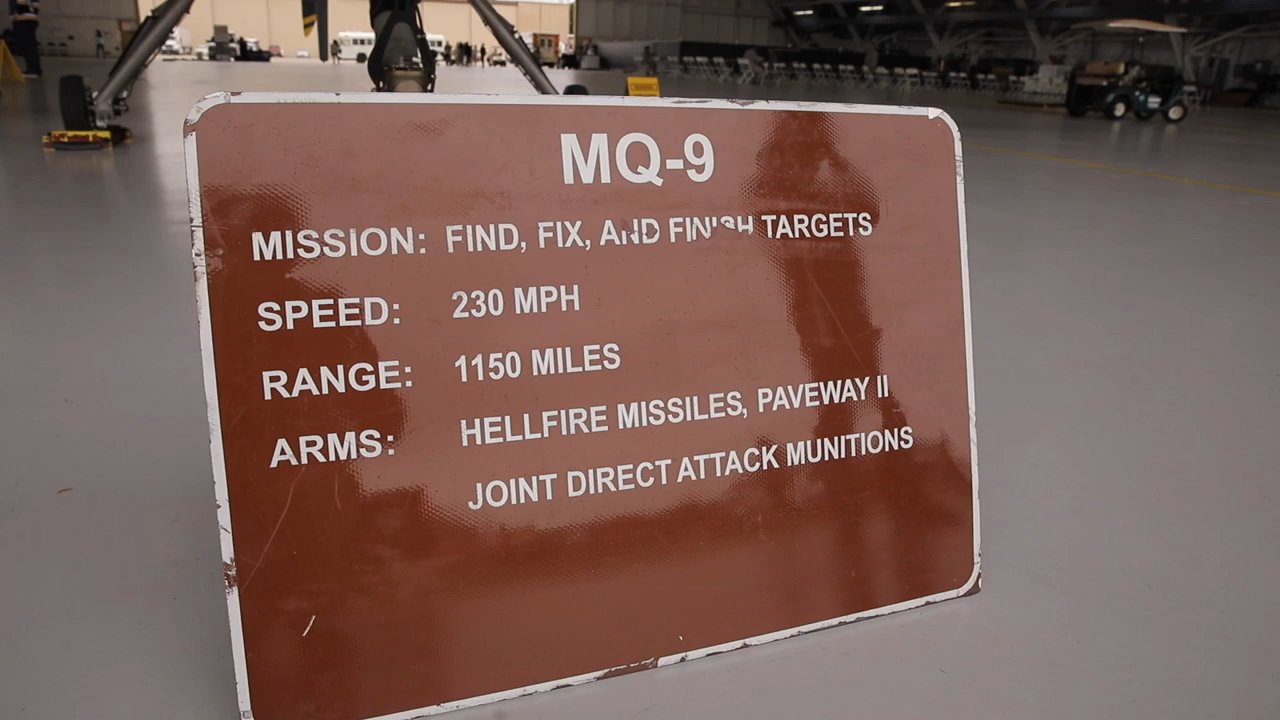 MQ-9
MISSION: FIND, FIX, AND FINISH TARGETS
SPEED: 230 MPH
RANGE: 1150 MILES
ARMS: HELLFIRE MISSILES, PAVEWAY II
JOINT DIRECT ATTACK MUNITIONS